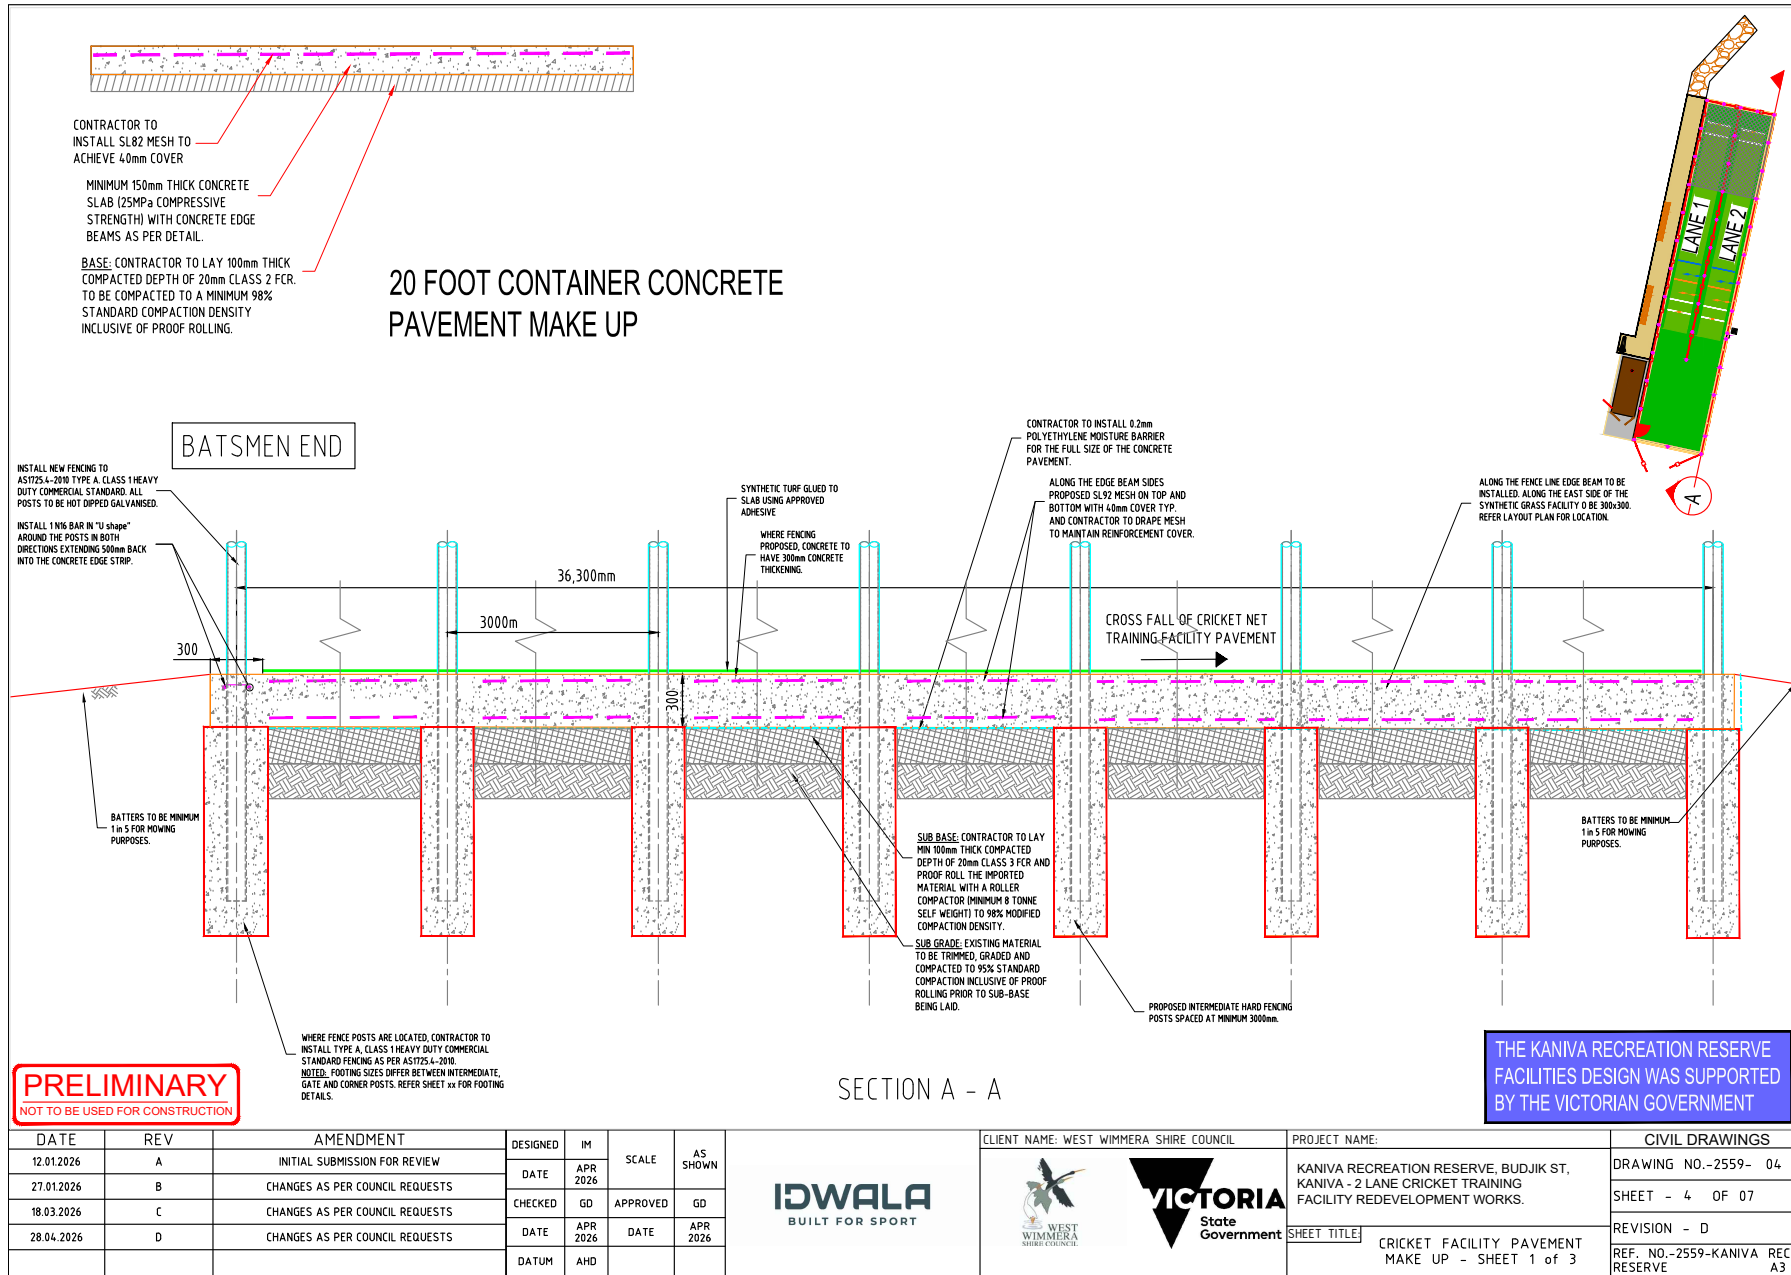 CONTRACTOR TO
INSTALL SL82 MESH TO
ACHIEVE 40mm COVER
MINIMUM 150mm THICK CONCRETE
SLAB (25MPa COMPRESSIVE
STRENGTH) WITH CONCRETE EDGE
BEAMS AS PER DETAIL.
BASE: CONTRACTOR TO LAY 100mm THICK
COMPACTED DEPTH OF 20mm CLASS 2 FCR.
TO BE COMPACTED TO A MINIMUM 98%
STANDARD COMPACTION DENSITY
INCLUSIVE OF PROOF ROLLING.
20 FOOT CONTAINER CONCRETE
PAVEMENT MAKE UP
LANE 1
LANE 2
A
BATSMEN END
INSTALL NEW FENCING TO
AS1725.4-2010 TYPE A. CLASS 1 HEAVY
DUTY COMMERCIAL STANDARD. ALL
POSTS TO BE HOT DIPPED GALVANISED.
INSTALL 1 N16 BAR IN "U shape"
AROUND THE POSTS IN BOTH
DIRECTIONS EXTENDING 500mm BACK
INTO THE CONCRETE EDGE STRIP.
SYNTHETIC TURF GLUED TO
SLAB USING APPROVED
ADHESIVE
WHERE FENCING
PROPOSED, CONCRETE TO
HAVE 300mm CONCRETE
THICKENING.
CONTRACTOR TO INSTALL 0.2mm
POLYETHYLENE MOISTURE BARRIER
FOR THE FULL SIZE OF THE CONCRETE
PAVEMENT.
ALONG THE EDGE BEAM SIDES
PROPOSED SL92 MESH ON TOP AND
BOTTOM WITH 40mm COVER TYP.
AND CONTRACTOR TO DRAPE MESH
TO MAINTAIN REINFORCEMENT COVER.
ALONG THE FENCE LINE EDGE BEAM TO BE
INSTALLED. ALONG THE EAST SIDE OF THE
SYNTHETIC GRASS FACILITY O BE 300x300.
REFER LAYOUT PLAN FOR LOCATION.
36,300mm
3000m
300
300
CROSS FALL OF CRICKET NET
TRAINING FACILITY PAVEMENT
BATTERS TO BE MINIMUM
1 in 5 FOR MOWING
PURPOSES.
SUB BASE: CONTRACTOR TO LAY
MIN 100mm THICK COMPACTED
DEPTH OF 20mm CLASS 3 FCR AND
PROOF ROLL THE IMPORTED
MATERIAL WITH A ROLLER
COMPACTOR (MINIMUM 8 TONNE
SELF WEIGHT) TO 98% MODIFIED
COMPACTION DENSITY.
SUB GRADE: EXISTING MATERIAL
TO BE TRIMMED, GRADED AND
COMPACTED TO 95% STANDARD
COMPACTION INCLUSIVE OF PROOF
ROLLING PRIOR TO SUB-BASE
BEING LAID.
BATTERS TO BE MINIMUM
1 in 5 FOR MOWING
PURPOSES.
PROPOSED INTERMEDIATE HARD FENCING
POSTS SPACED AT MINIMUM 3000mm.
WHERE FENCE POSTS ARE LOCATED, CONTRACTOR TO
INSTALL TYPE A, CLASS 1 HEAVY DUTY COMMERCIAL
STANDARD FENCING AS PER AS1725.4-2010.
NOTED: FOOTING SIZES DIFFER BETWEEN INTERMEDIATE,
GATE AND CORNER POSTS. REFER SHEET xx FOR FOOTING
DETAILS.
SECTION A - A
PRELIMINARY
NOT TO BE USED FOR CONSTRUCTION
THE KANIVA RECREATION RESERVE
FACILITIES DESIGN WAS SUPPORTED
BY THE VICTORIAN GOVERNMENT
DATE REV AMENDMENT
12.01.2026 A INITIAL SUBMISSION FOR REVIEW
27.01.2026 B CHANGES AS PER COUNCIL REQUESTS
18.03.2026 C CHANGES AS PER COUNCIL REQUESTS
28.04.2026 D CHANGES AS PER COUNCIL REQUESTS
DESIGNED IM SCALE AS SHOWN
DATE APR 2026
CHECKED GD APPROVED GD
DATE APR 2026 DATE APR 2026
DATUM AHD
IDWALA
BUILT FOR SPORT
CLIENT NAME: WEST WIMMERA SHIRE COUNCIL
WEST
WIMMERA
SHIRE COUNCIL
VICTORIA
State
Government
PROJECT NAME:
KANIVA RECREATION RESERVE, BUDJIK ST,
KANIVA - 2 LANE CRICKET TRAINING
FACILITY REDEVELOPMENT WORKS.
SHEET TITLE:
CRICKET FACILITY PAVEMENT
MAKE UP - SHEET 1 of 3
CIVIL DRAWINGS
DRAWING NO.-2559- 04
SHEET - 4 OF 07
REVISION - D
REF. NO.-2559-KANIVA REC
RESERVE A3